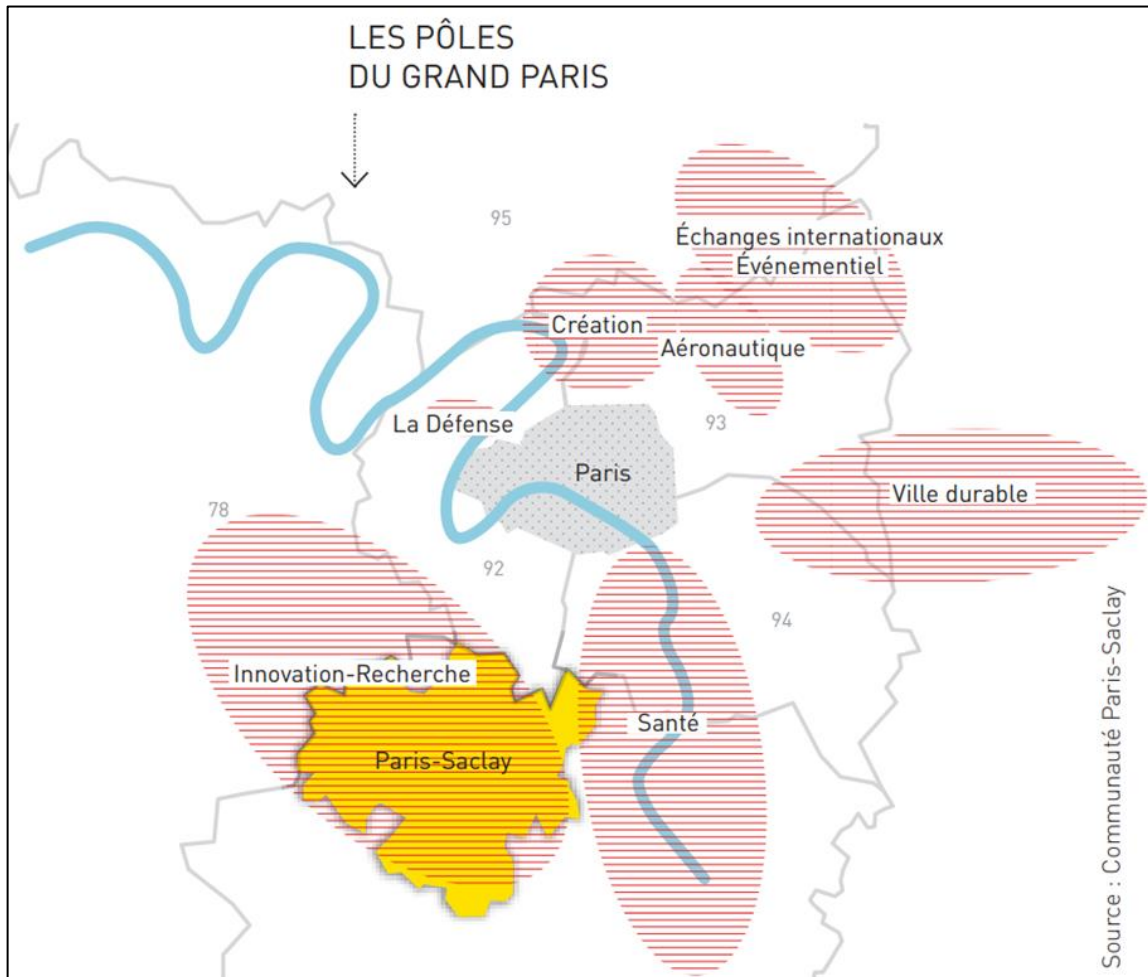 LES PÔLES
DU GRAND PARIS
95
Échanges internationaux
Événementiel
Création
Aéronautique
La Défense
93
Paris
Ville durable
78
92
94
Innovation-Recherche
Santé
Paris-Saclay
Source : Communauté Paris-Saclay